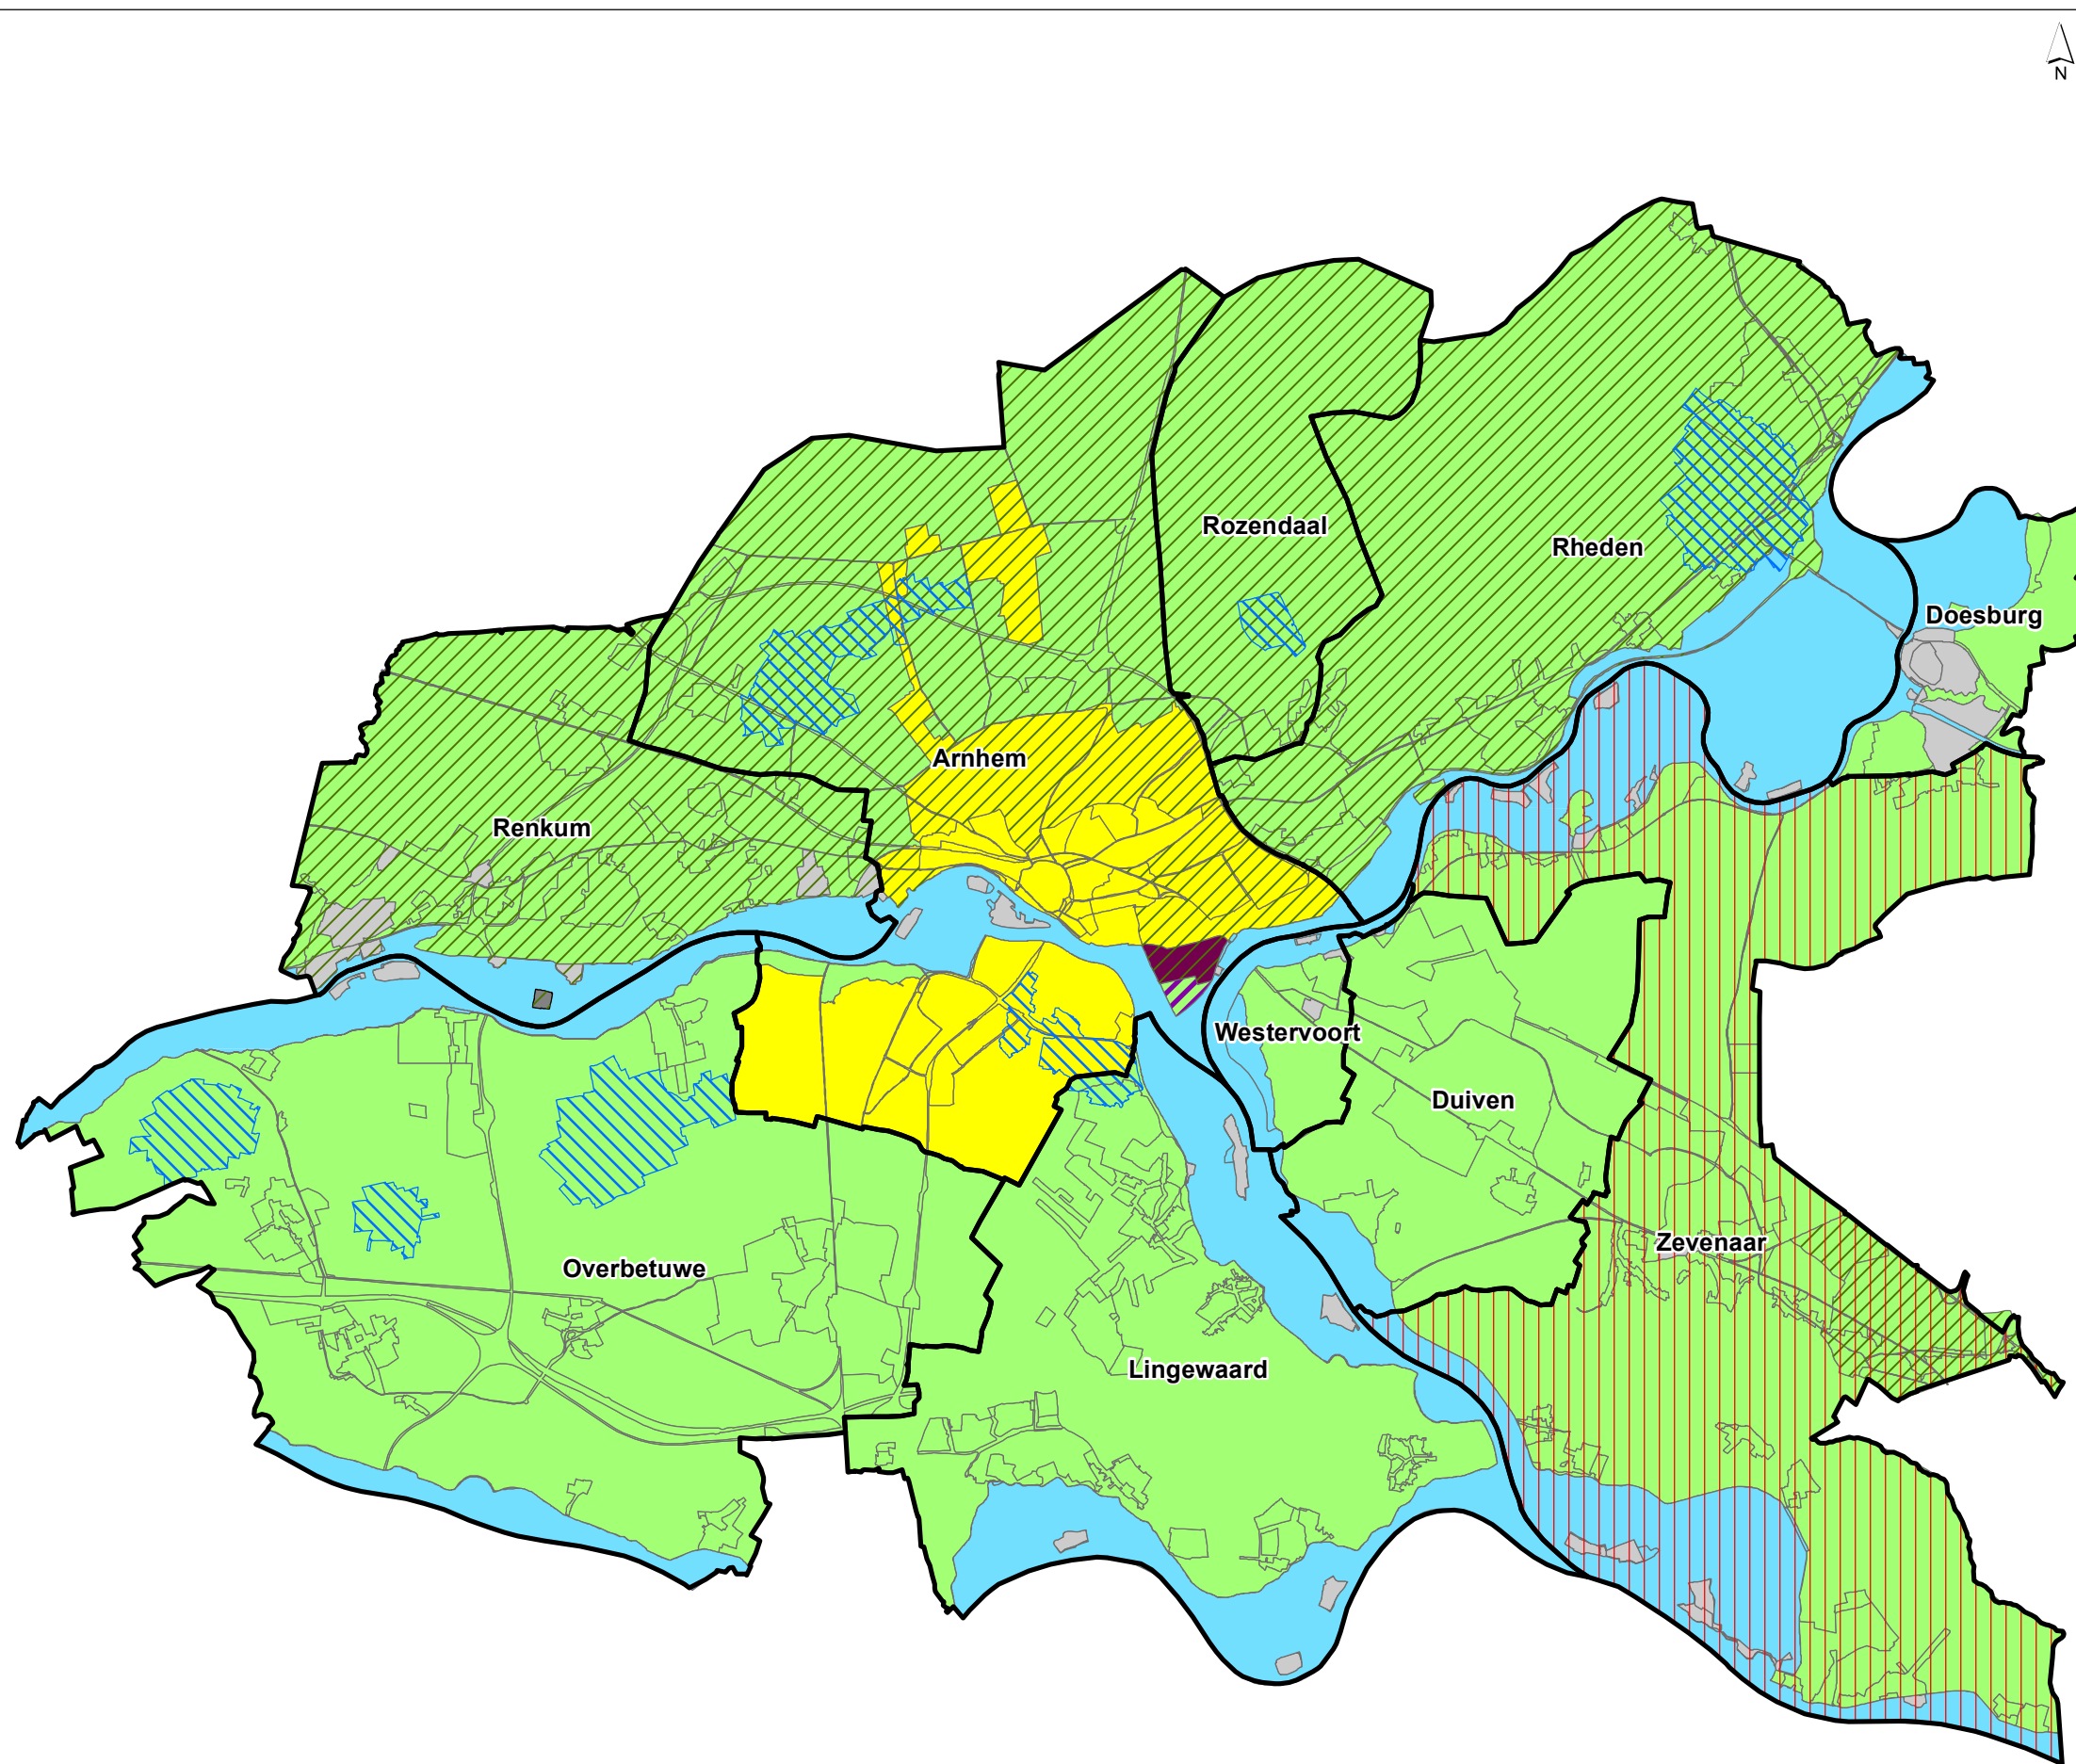 N
Rozendaal
Rheden
Doesburg
Arnhem
Renkum
Westervoort
Duiven
Zevenaar
Overbetuwe
Lingewaard